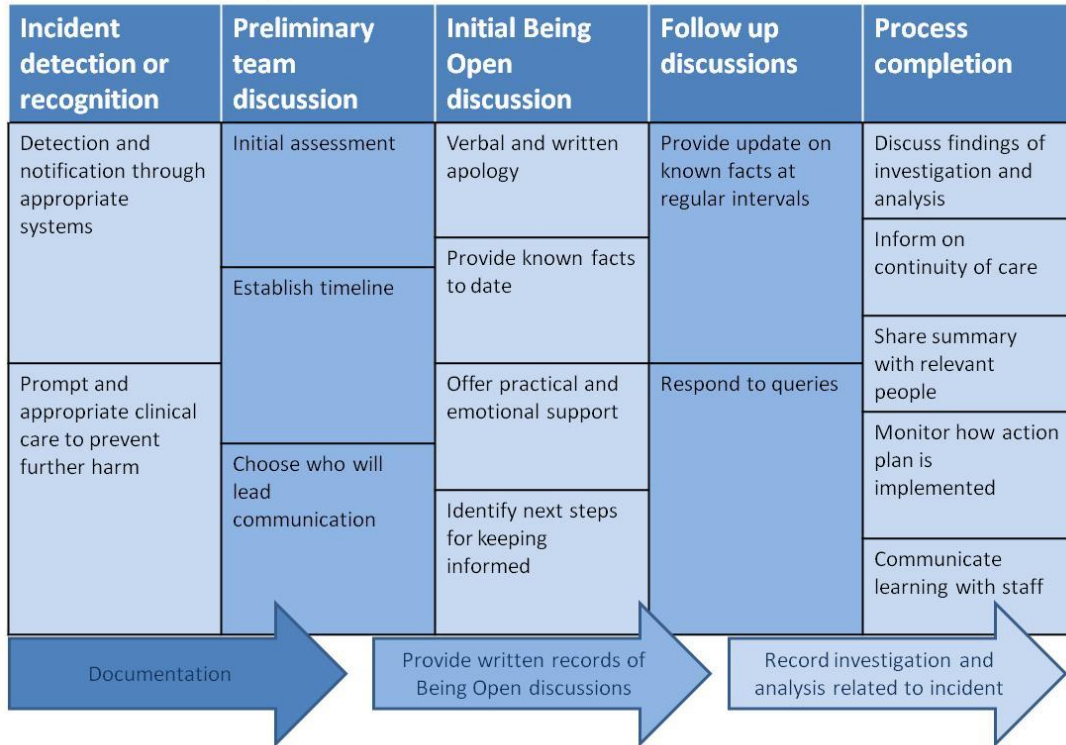 Incident
detection or
recognition
Preliminary
team
discussion
Initial Being
Open
discussion
Follow up
discussions
Process
completion
Detection and
notification through
appropriate
systems
Prompt and
appropriate clinical
care to prevent
further harm
Initial assessment
Establish timeline
Choose who will
lead
communication
Verbal and written
apology
Provide known facts
to date
Offer practical and
emotional support
Identify next steps
for keeping
informed
Provide update on
known facts at
regular intervals
Respond to queries
Discuss findings of
investigation and
analysis
Inform on
continuity of care
Share summary
with relevant
people
Monitor how action
plan is
implemented
Communicate
learning with staff
Documentation
Provide written records of
Being Open discussions
Record investigation and
analysis related to incident